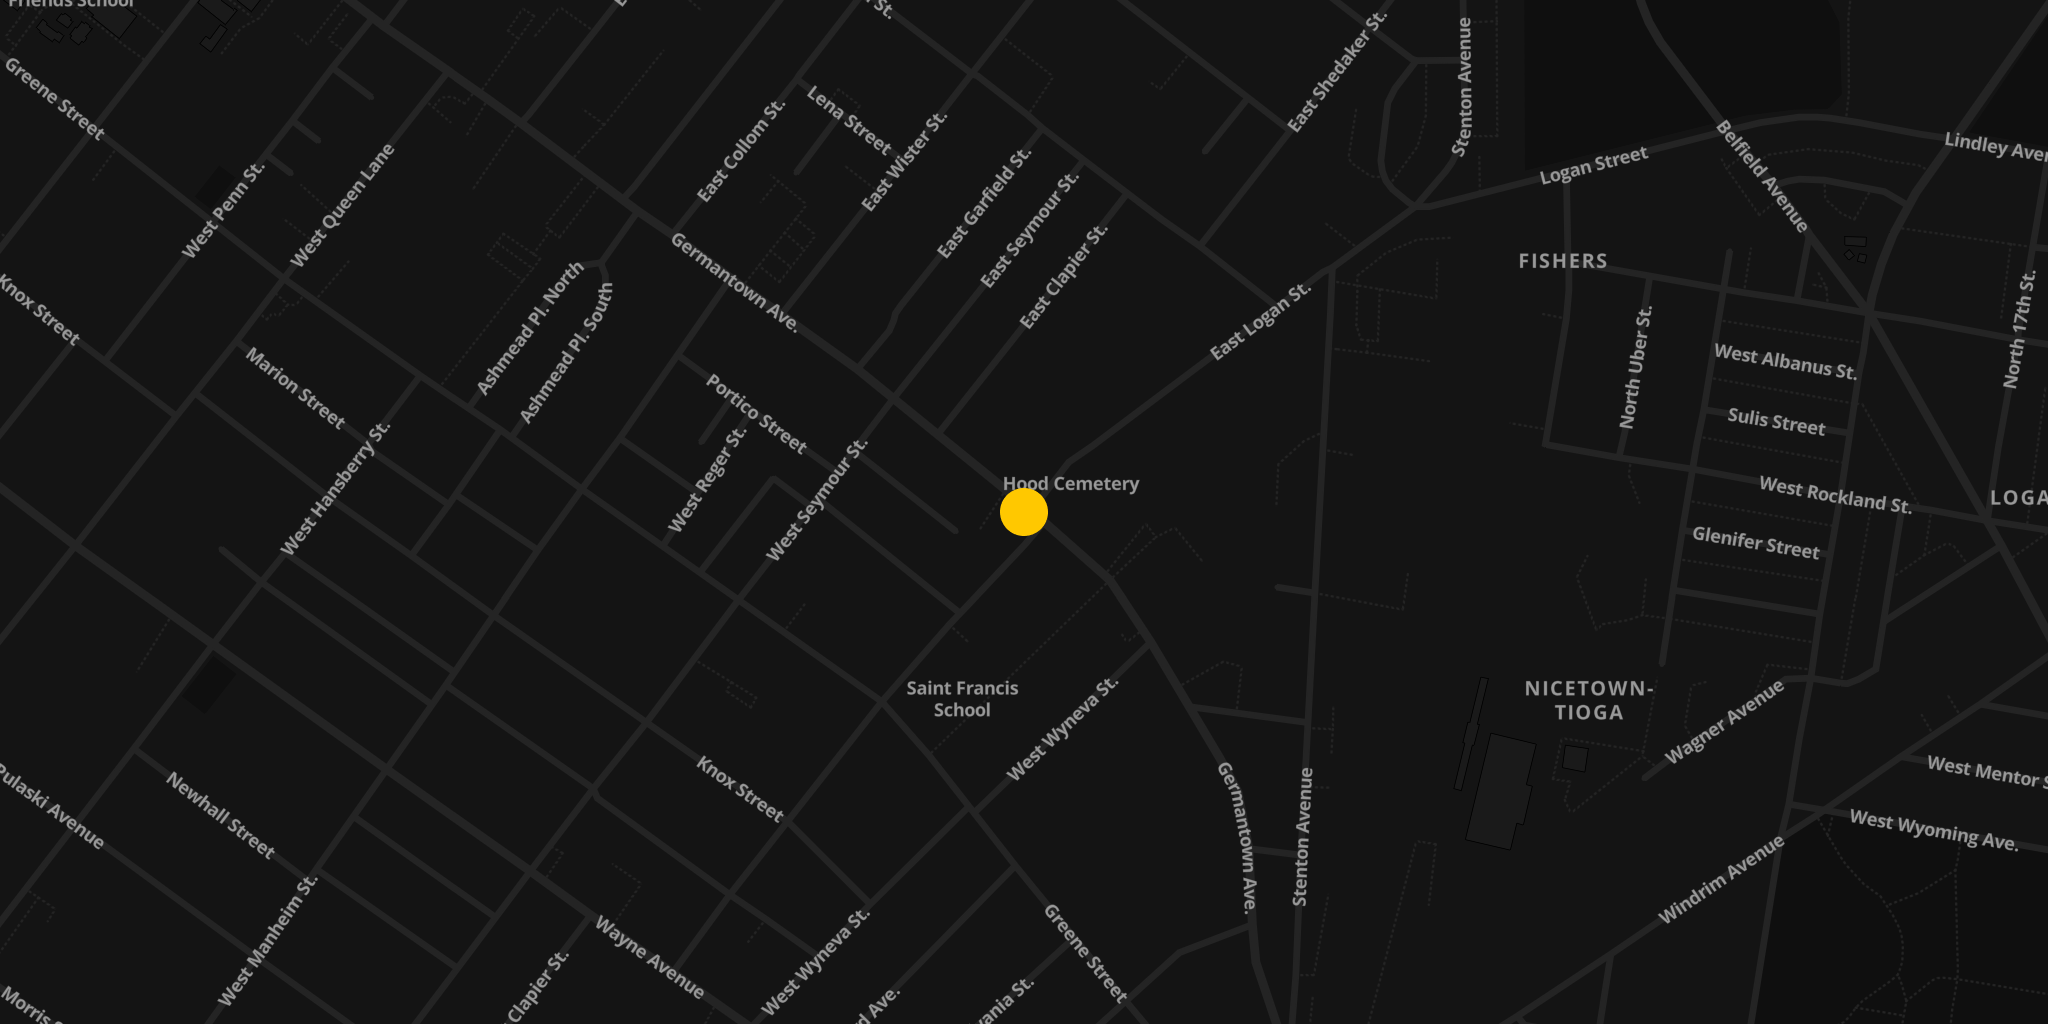 Friends School
St.
East Shedaker St.
Stenton Avenue
Greene Street
Lena Street
East Collom St.
East Wister St.
Belfield Avenue
Lindley Aven
Logan Street
West Penn St.
West Queen Lane
East Garfield St.
East Seymour St.
East Clapier St.
Germantown Ave.
FISHERS
Knox Street
Ashmead Pl. North
Ashmead Pl. South
East Logan St.
North Uber St.
North 17th St.
West Albanus St.
Marion Street
Portico Street
Sulis Street
West Hansberry St.
West Reger St.
West Seymour St.
Hood Cemetery
West Rockland St.
LOGA
Glenifer Street
Saint Francis
School
West Wyneva St.
NICETOWN-
TIOGA
Wagner Avenue
Pulaski Avenue
Newhall Street
Knox Street
Germantown Ave.
Stenton Avenue
West Mentor S
West Wyoming Ave.
Windrim Avenue
West Manheim St.
Wayne Avenue
West Wyneva St.
Greene Street
Morris S
Clapier St.
d Ave.
vania St.